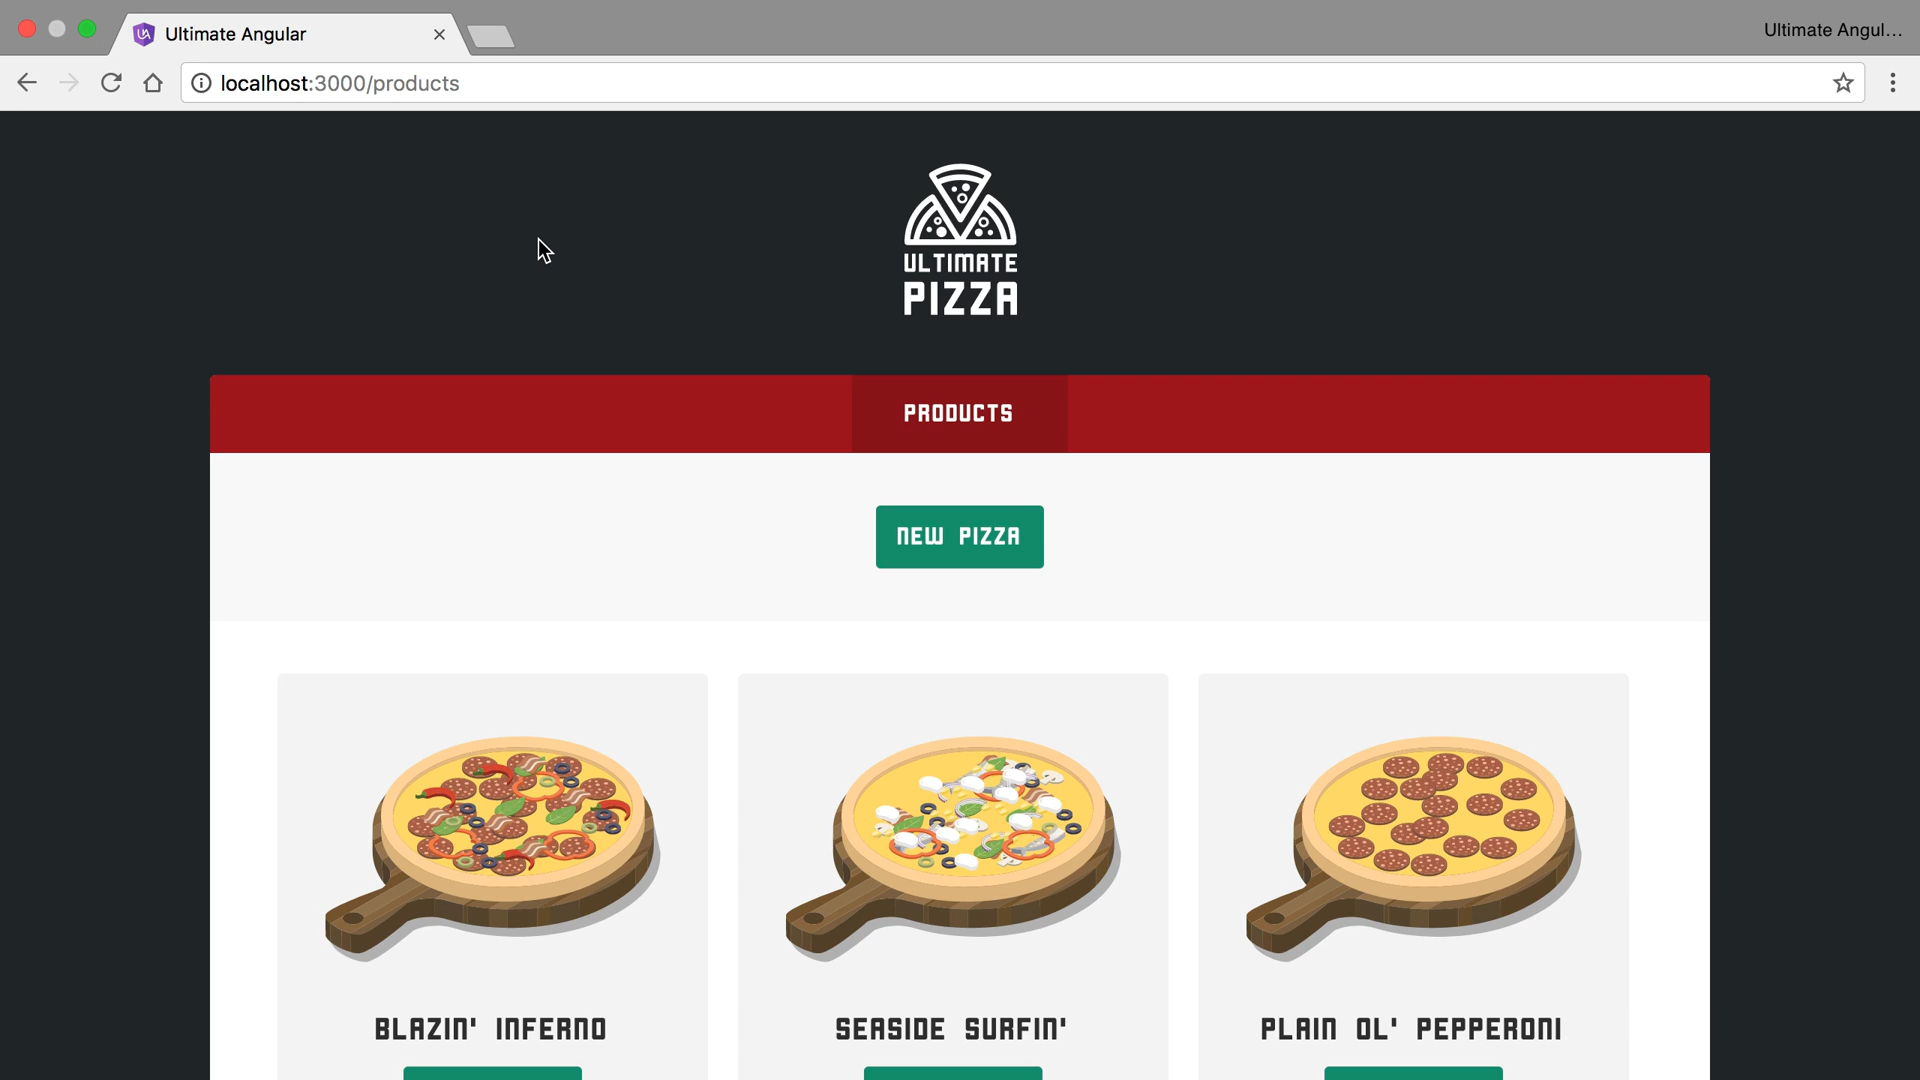 Ultimate Angular
Ultimate Angul...
localhost:3000/products
ULTIMATE
PIZZA
PRODUCTS
NEW PIZZA
BLAZIN' INFERNO
SEASIDE SURFIN'
PLAIN OL' PEPPERONI